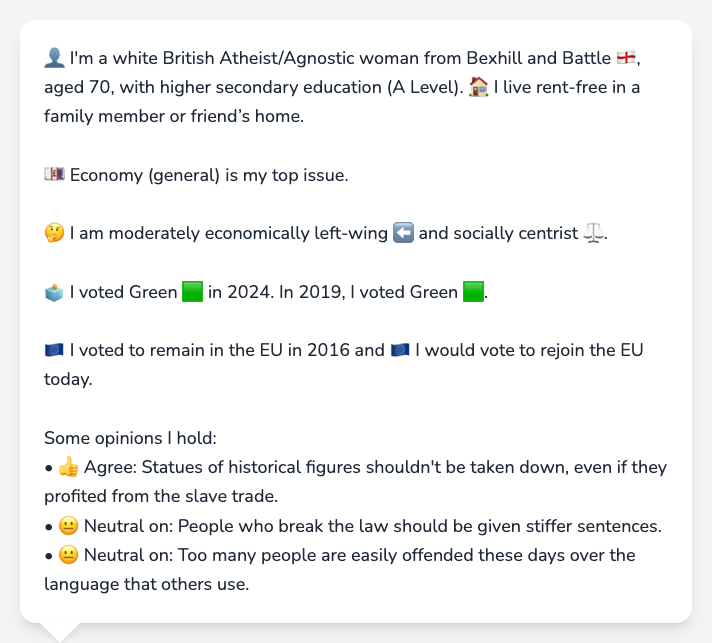 👤 I'm a white British Atheist/Agnostic woman from Bexhill and Battle 🏴󠁧󠁢󠁥󠁮󠁧󠁿,
aged 70, with higher secondary education (A Level). 🏠 I live rent-free in a
family member or friend’s home.
💷 Economy (general) is my top issue.
🤔 I am moderately economically left-wing ⬅️ and socially centrist ⚖️.
🗳️ I voted Green 🟩 in 2024. In 2019, I voted Green 🟩.
🇪🇺 I voted to remain in the EU in 2016 and 🇪🇺 I would vote to rejoin the EU
today.
Some opinions I hold:
• 👍 Agree: Statues of historical figures shouldn't be taken down, even if they
profited from the slave trade.
• 😐 Neutral on: People who break the law should be given stiffer sentences.
• 😐 Neutral on: Too many people are easily offended these days over the
language that others use.